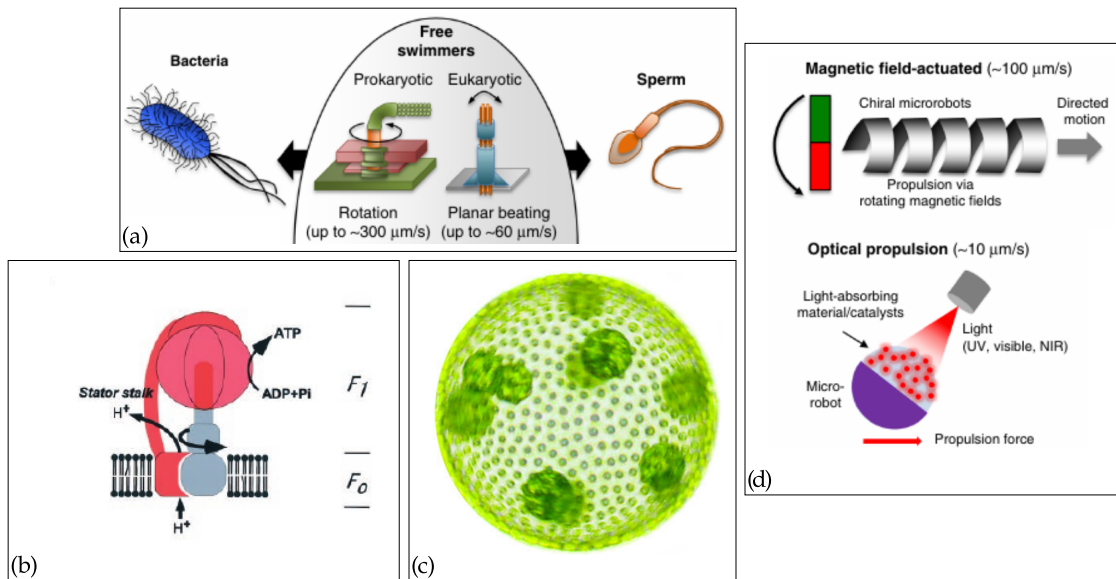 Free
swimmers
Bacteria
Prokaryotic
Eukaryotic
Sperm
Rotation
(up to ~300 μm/s)
Planar beating
(up to ~60 μm/s)
(a)
ATP
ADP+Pi
Stator stalk
H⁺
F₁
F₀
H⁺
(b)
(c)
Magnetic field-actuated (~100 μm/s)
Chiral microrobots
Directed
motion
Propulsion via
rotating magnetic fields
Optical propulsion (~10 μm/s)
Light-absorbing
material/catalysts
Light
(UV, visible, NIR)
Micro-
robot
Propulsion force
(d)